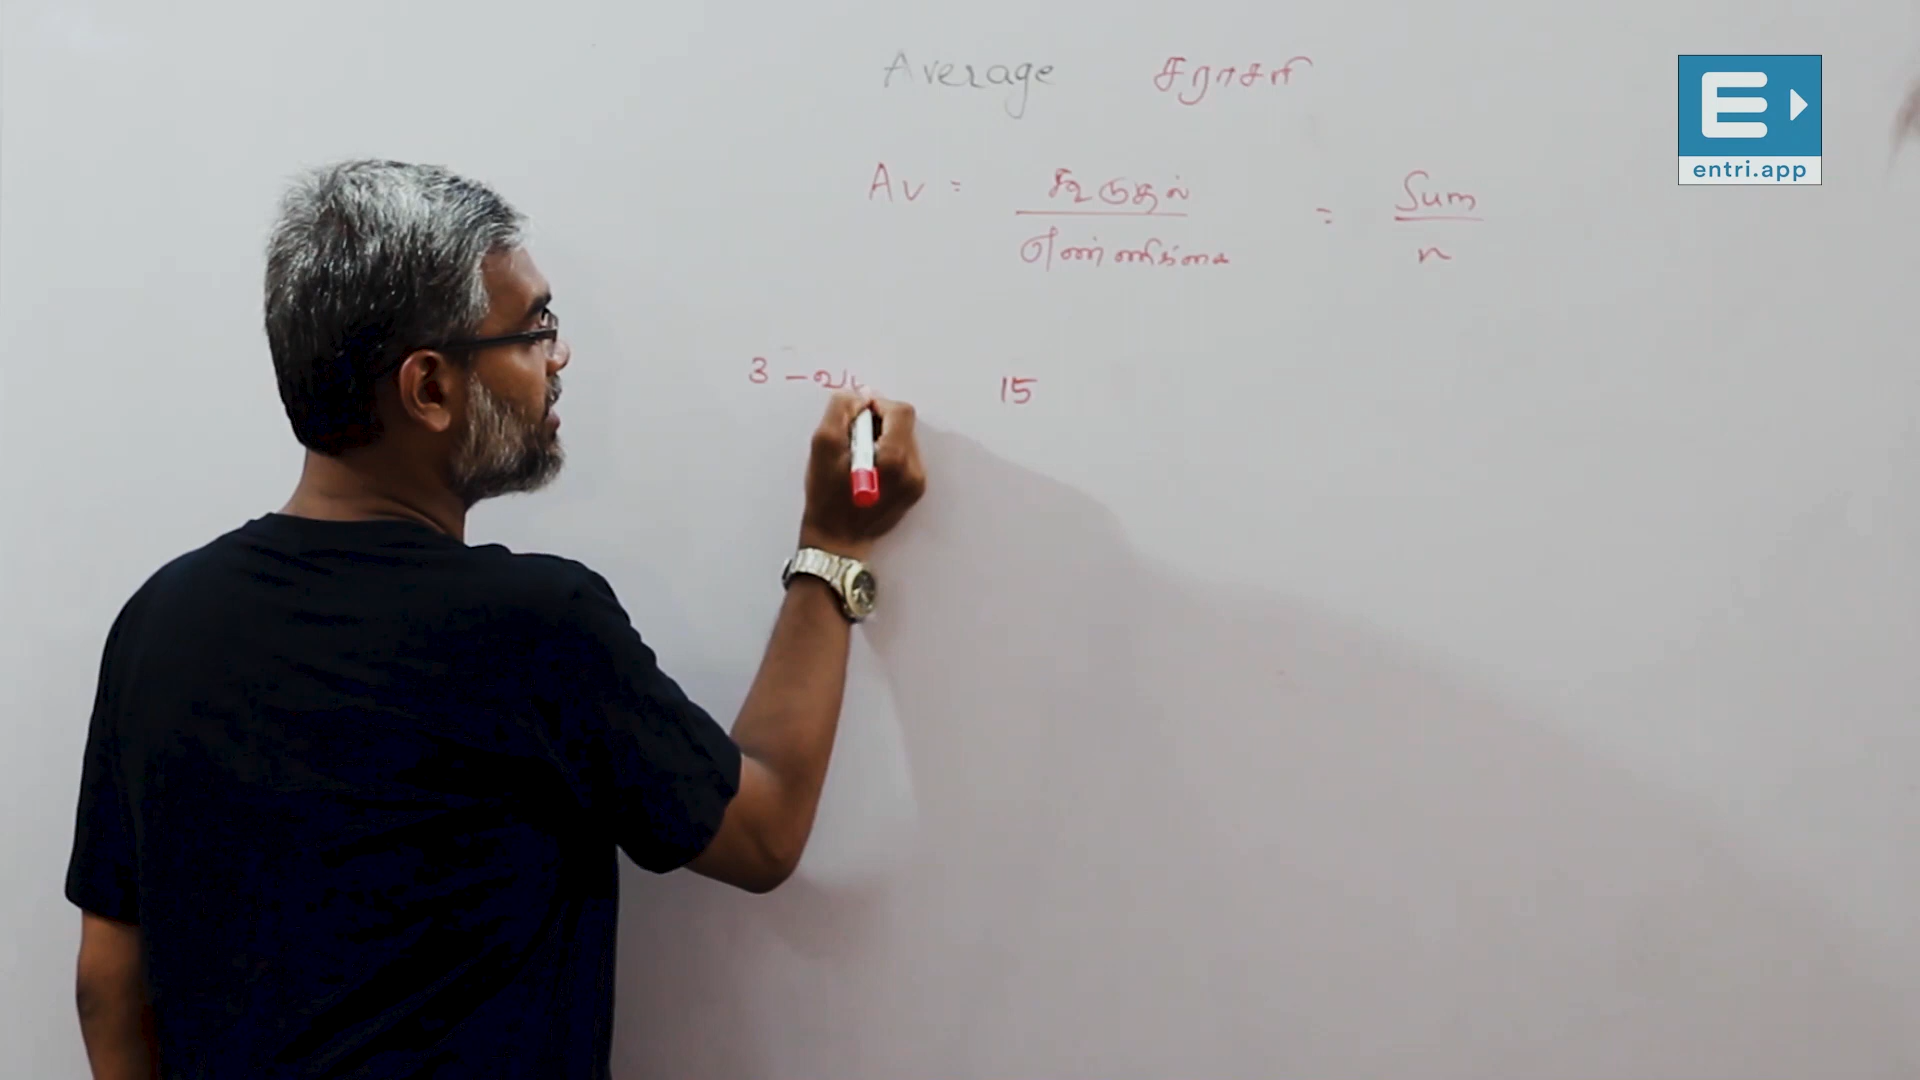 Average சராசரி
Av = கூடுதல் / எண்ணிக்கை = Sum / n
3 - 15
E
entri.app